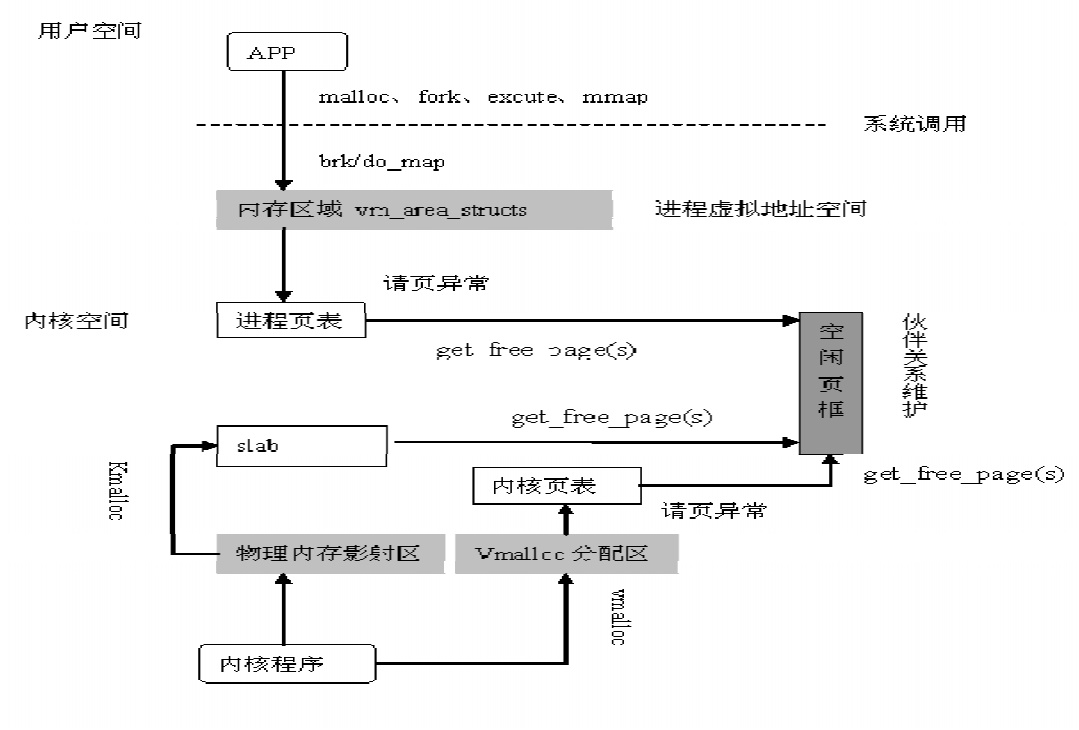 用户空间
APP
malloc、fork、excute、mmap
系统调用
brk/do_map
内存区域 vm_area_structs
进程虚拟地址空间
请页异常
内核空间
进程页表
get free page(s)
空闲页框
伙伴关系维护
get_free_page(s)
slab
Kmalloc
内核页表
get_free_page(s)
请页异常
物理内存影射区
Vmalloc 分配区
vmalloc
内核程序